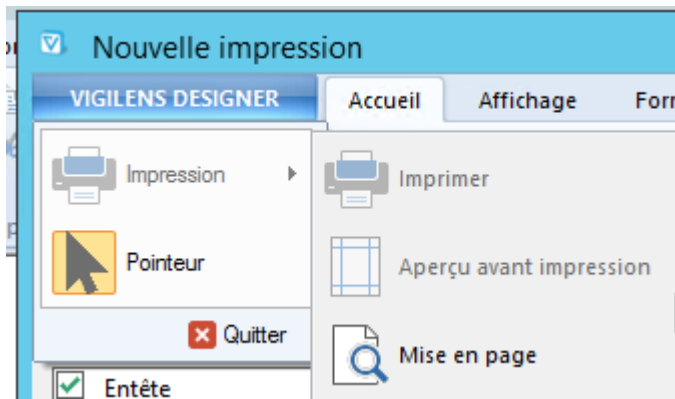 Nouvelle impression
VIGILENS DESIGNER
Accueil
Affichage
Impression
Imprimer
Pointeur
Aperçu avant impression
Quitter
Mise en page
Entête